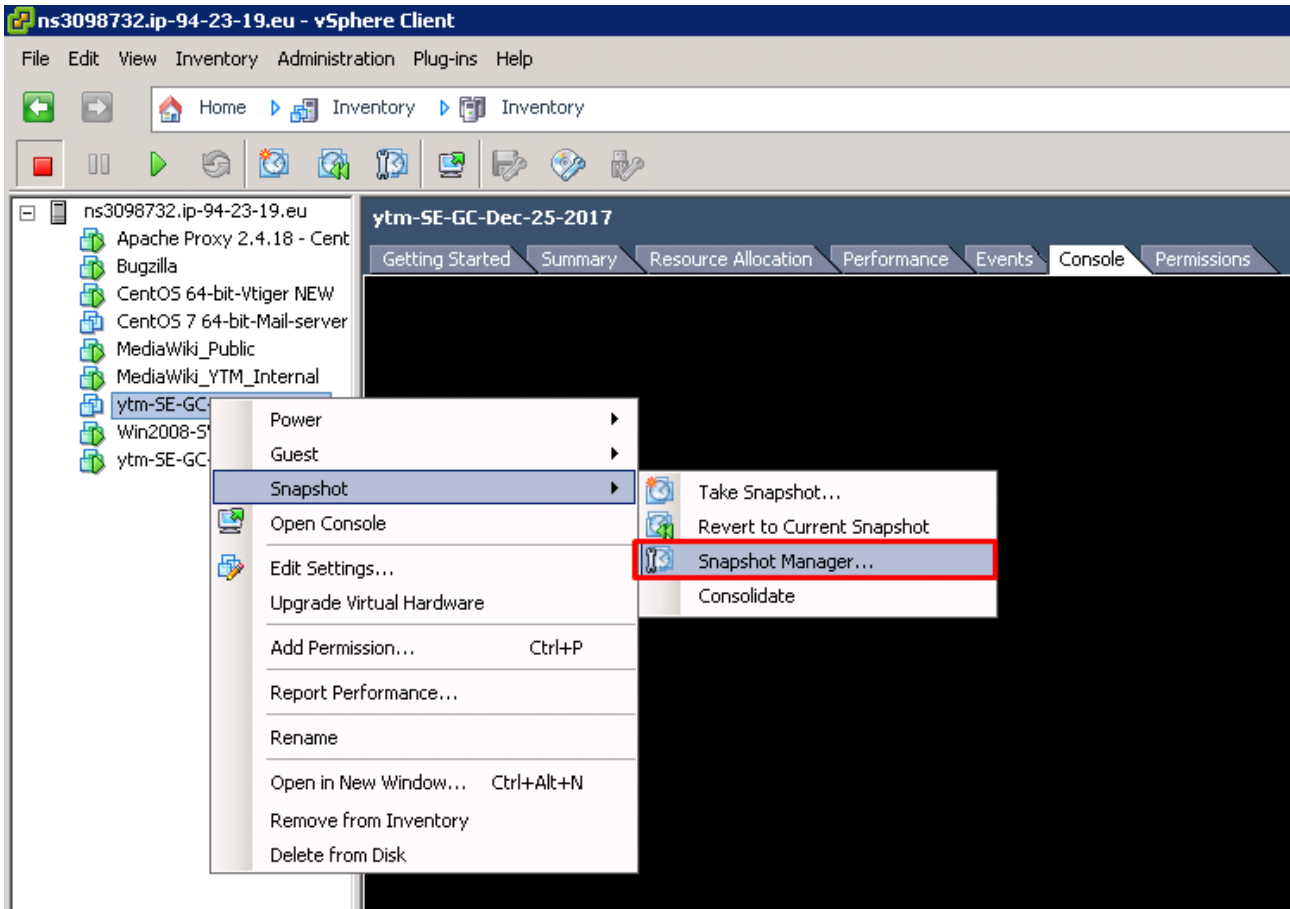 ns3098732.ip-94-23-19.eu - vSphere Client
File Edit View Inventory Administration Plug-ins Help
Home Inventory Inventory
ns3098732.ip-94-23-19.eu
Apache Proxy 2.4.18 - Cent
Bugzilla
CentOS 64-bit-Vtiger NEW
CentOS 7 64-bit-Mail-server
MediaWiki_Public
MediaWiki_YTM_Internal
ytm-SE-GC-
Win2008-S
ytm-SE-GC-
ytm-SE-GC-Dec-25-2017
Getting Started Summary Resource Allocation Performance Events Console Permissions
Power
Guest
Snapshot
Open Console
Edit Settings...
Upgrade Virtual Hardware
Add Permission... Ctrl+P
Report Performance...
Rename
Open in New Window... Ctrl+Alt+N
Remove from Inventory
Delete from Disk
Take Snapshot...
Revert to Current Snapshot
Snapshot Manager...
Consolidate